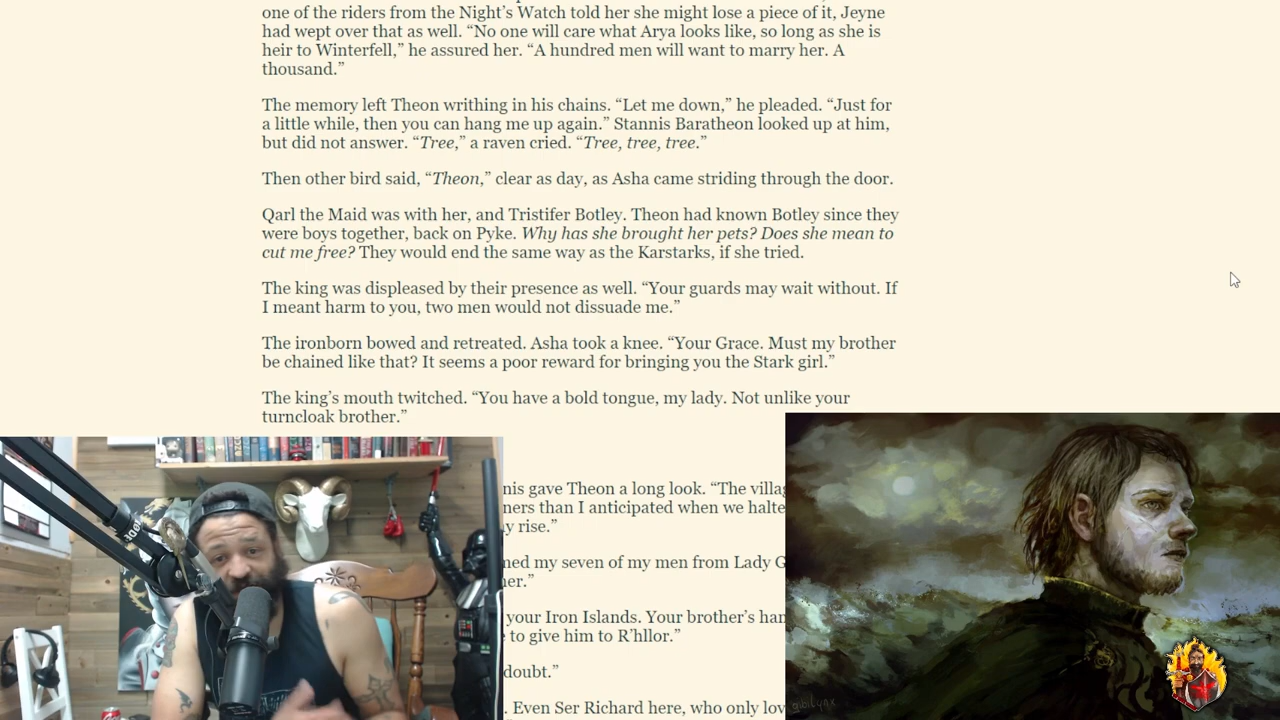 one of the riders from the Night’s Watch told her she might lose a piece of it, Jeyne
had wept over that as well. “No one will care what Arya looks like, so long as she is
heir to Winterfell,” he assured her. “A hundred men will want to marry her. A
thousand.”
The memory left Theon writhing in his chains. “Let me down,” he pleaded. “Just for
a little while, then you can hang me up again.” Stannis Baratheon looked up at him,
but did not answer. “Tree,” a raven cried. “Tree, tree, tree.”
Then other bird said, “Theon,” clear as day, as Asha came striding through the door.
Qarl the Maid was with her, and Tristifer Botley. Theon had known Botley since they
were boys together, back on Pyke. Why has she brought her pets? Does she mean to
cut me free? They would end the same way as the Karstarks, if she tried.
The king was displeased by their presence as well. “Your guards may wait without. If
I meant harm to you, two men would not dissuade me.”
The ironborn bowed and retreated. Asha took a knee. “Your Grace. Must my brother
be chained like that? It seems a poor reward for bringing you the Stark girl.”
The king’s mouth twitched. “You have a bold tongue, my lady. Not unlike your
turncloak brother.”
nis gave Theon a long look. “The villag
ners than I anticipated when we halte
y rise.”
med my seven of my men from Lady G
her.”
your Iron Islands. Your brother’s han
to give him to R’hllor.”
doubt.”
. Even Ser Richard here, who only lov